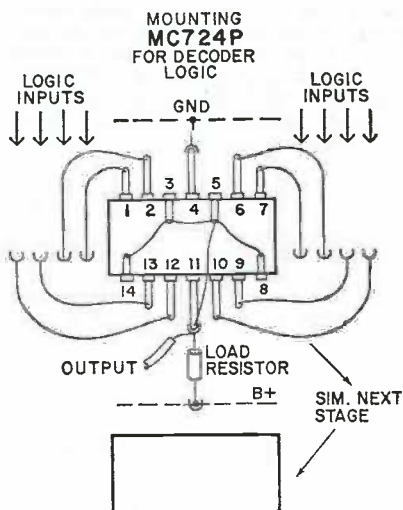 MOUNTING
MC724P
FOR DECODER
LOGIC
LOGIC
INPUTS
LOGIC
INPUTS
GND
3 5
1 2 4 6 7
13 12 11 10 9
14 8
OUTPUT
LOAD
RESISTOR
B+
SIM. NEXT
STAGE